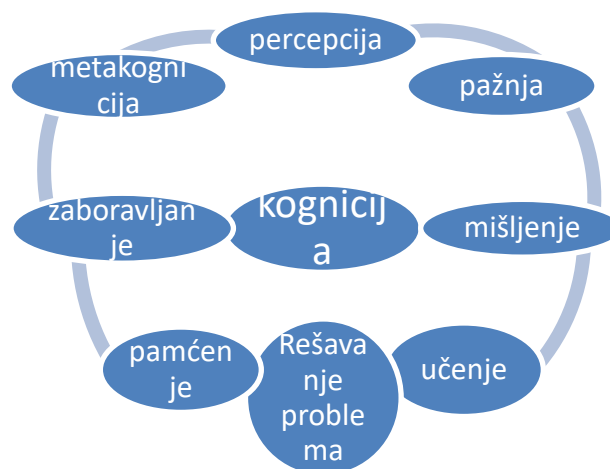 percepcija
metakogni
cija
pažnja
zaboravljan
je
kognicij
a
mišljenje
pamćen
je
Rešava
nje
proble
ma
učenje